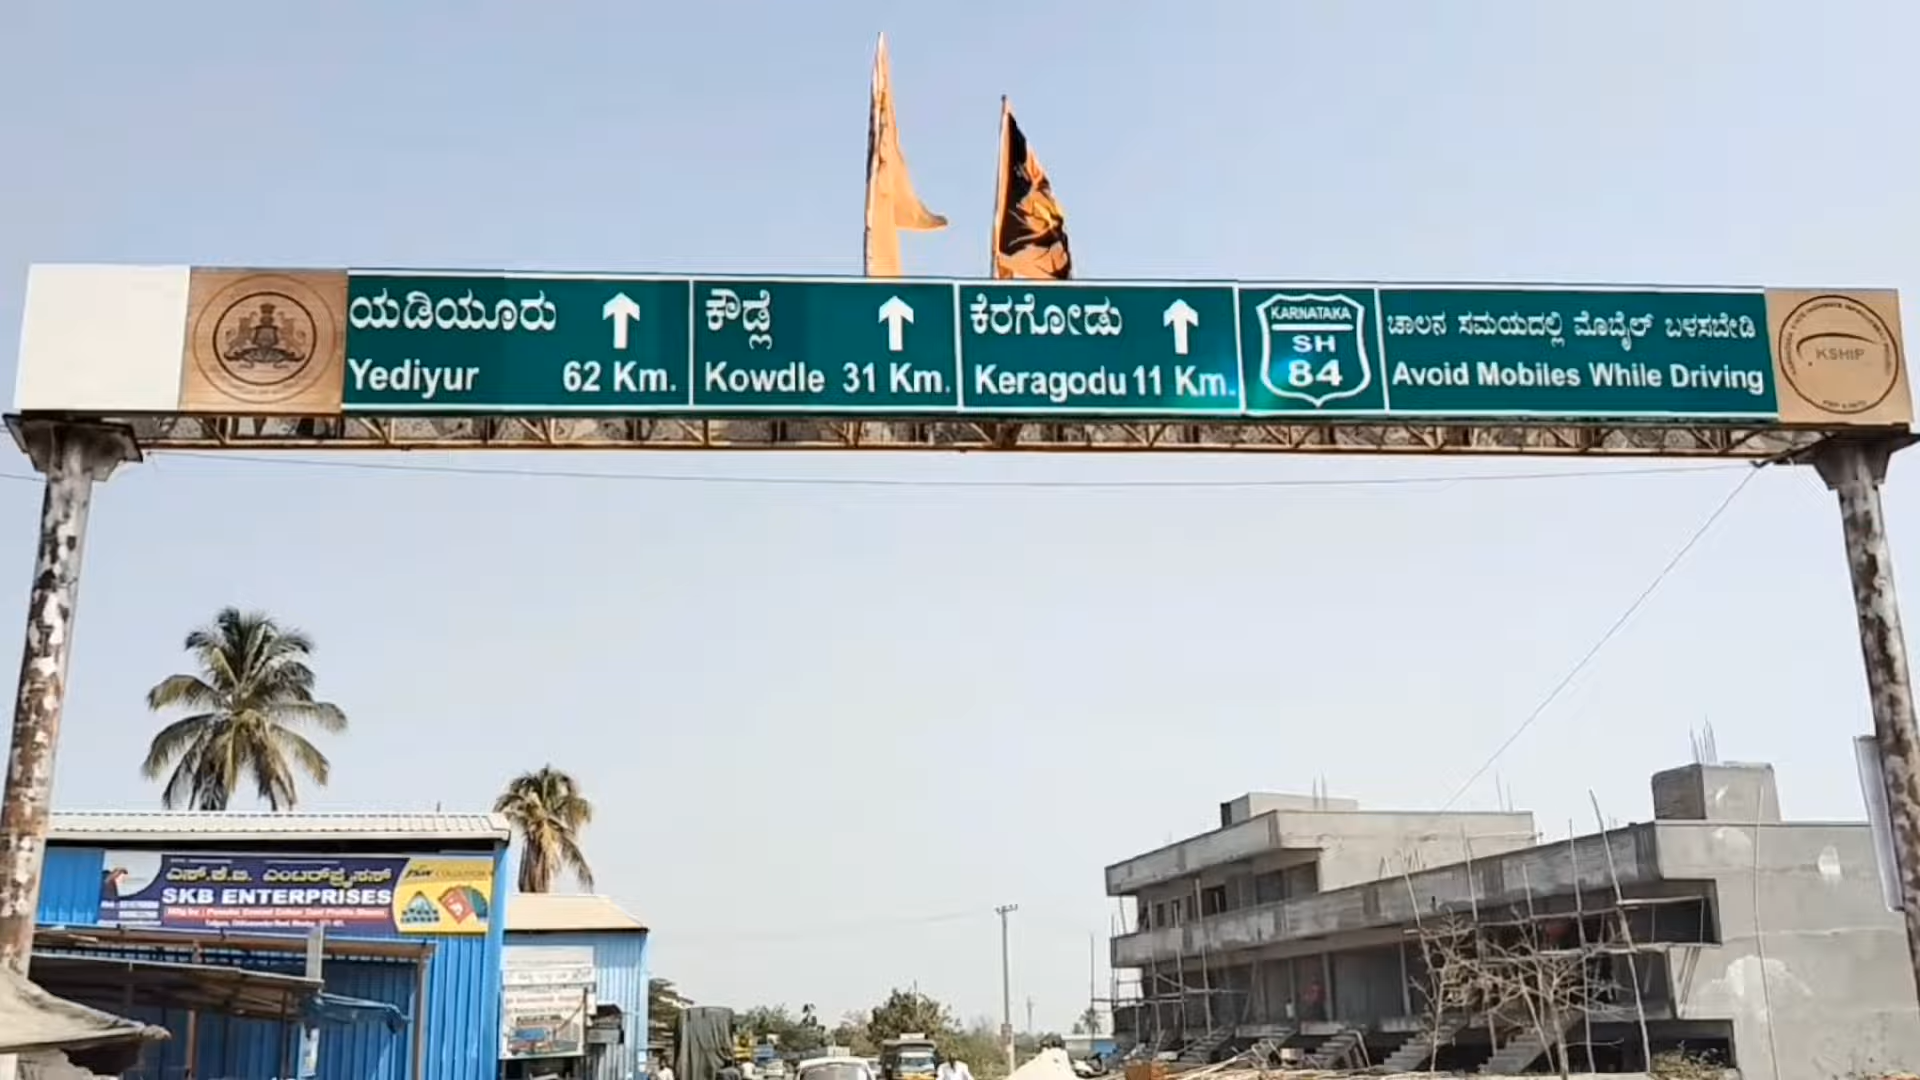 ಯಡಿಯೂರು
Yediyur 62 Km.
ಕೌಡ್ಲೆ
Kowdle 31 Km.
ಕೆರಗೋಡು
Keragodu 11 Km.
KARNATAKA
SH
84
ಚಾಲನ ಸಮಯದಲ್ಲಿ ಮೊಬೈಲ್ ಬಳಸಬೇಡಿ
Avoid Mobiles While Driving
KSHIP
ಎಸ್.ಕೆ.ಬಿ. ಎಂಟರ್‌ಪ್ರೈಸಸ್
SKB ENTERPRISES